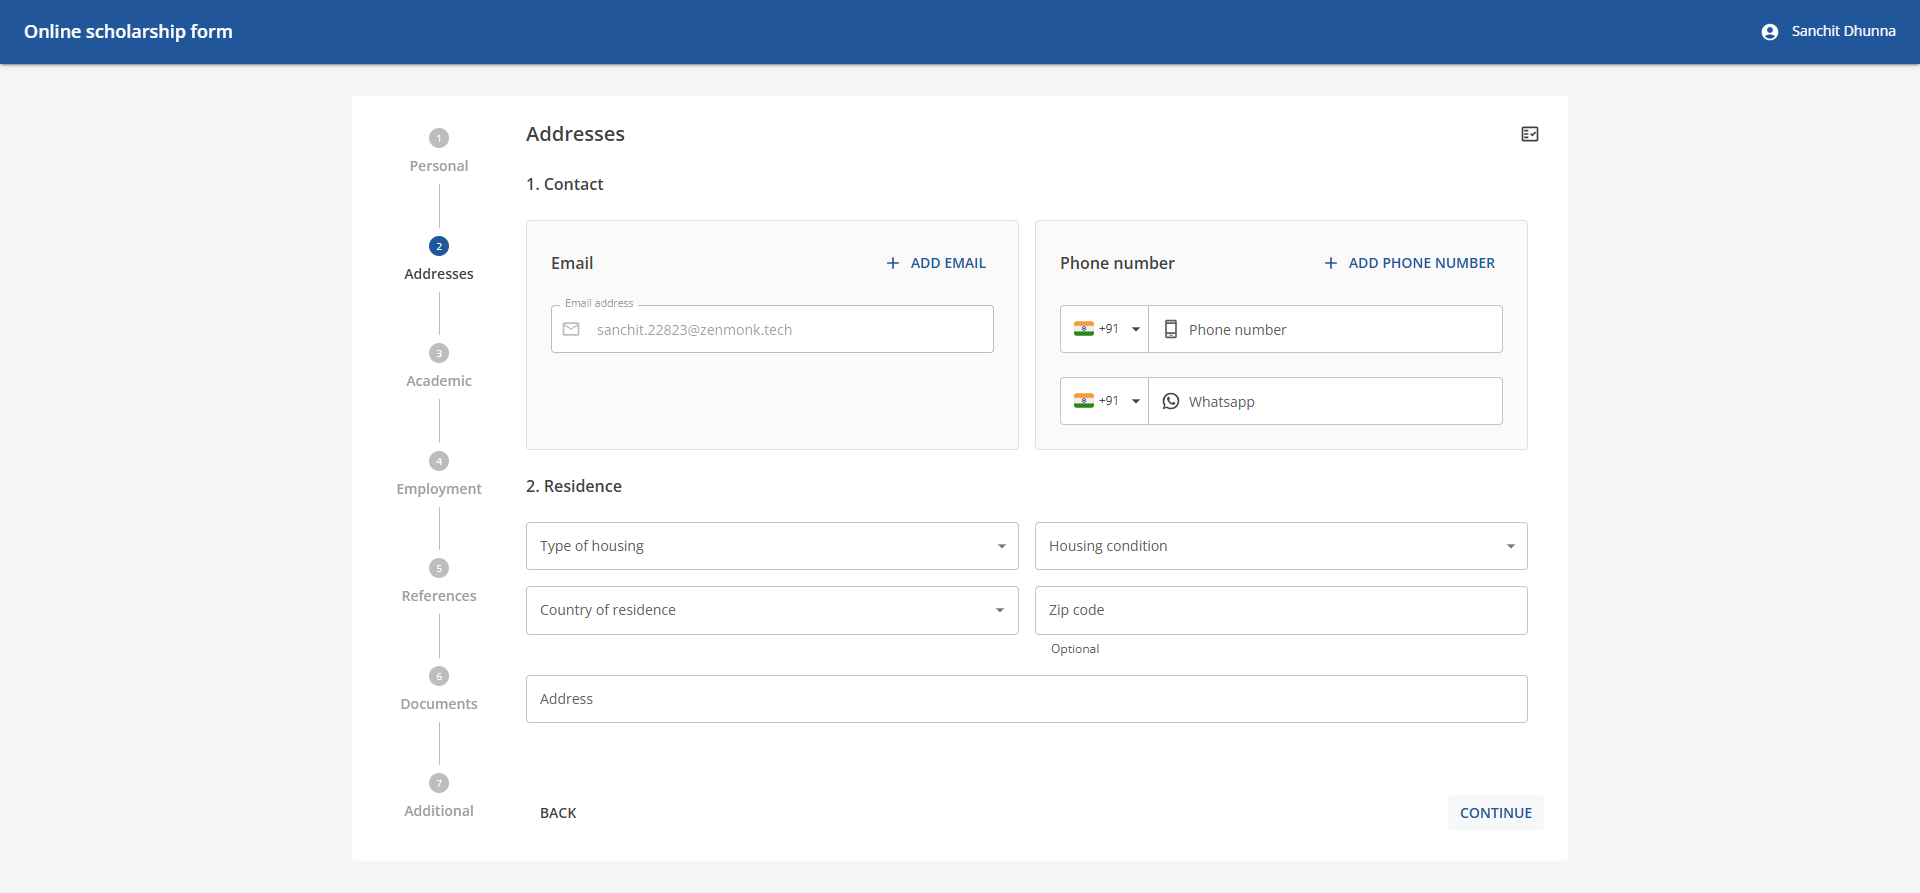 Online scholarship form
Sanchit Dhunna
1
Personal
2
Addresses
3
Academic
4
Employment
5
References
6
Documents
7
Additional
Addresses
1. Contact
Email
ADD EMAIL
Email address
sanchit.22823@zenmonk.tech
Phone number
ADD PHONE NUMBER
+91
Phone number
+91
Whatsapp
2. Residence
Type of housing
Housing condition
Country of residence
Zip code
Optional
Address
BACK
CONTINUE